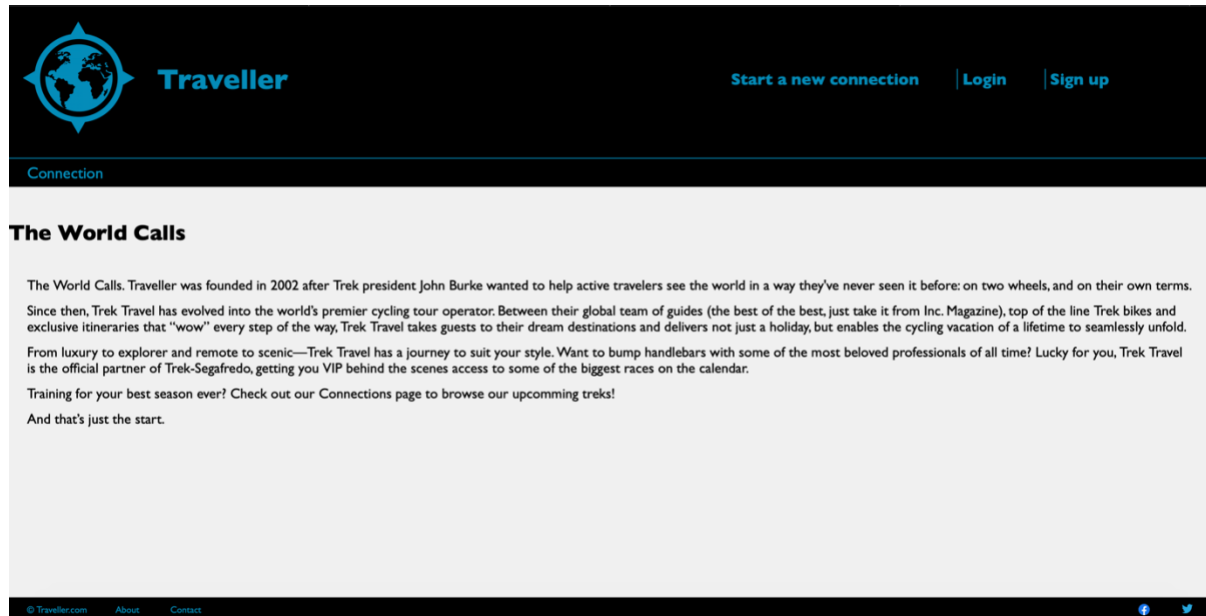 Traveller
Start a new connection | Login | Sign up
Connection
The World Calls
The World Calls. Traveller was founded in 2002 after Trek president John Burke wanted to help active travelers see the world in a way they've never seen it before: on two wheels, and on their own terms.
Since then, Trek Travel has evolved into the world's premier cycling tour operator. Between their global team of guides (the best of the best, just take it from Inc. Magazine), top of the line Trek bikes and
exclusive itineraries that “wow” every step of the way, Trek Travel takes guests to their dream destinations and delivers not just a holiday, but enables the cycling vacation of a lifetime to seamlessly unfold.
From luxury to explorer and remote to scenic—Trek Travel has a journey to suit your style. Want to bump handlebars with some of the most beloved professionals of all time? Lucky for you, Trek Travel
is the official partner of Trek-Segafredo, getting you VIP behind the scenes access to some of the biggest races on the calendar.
Training for your best season ever? Check out our Connections page to browse our upcomming treks!
And that's just the start.
© Traveller.com About Contact